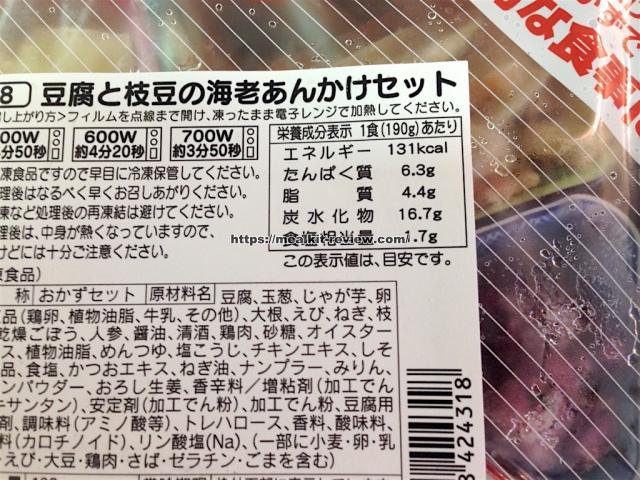 8 豆腐と枝豆の海老あんかけセット
し上がり方>フィルムを点線まで開け、凍ったまま電子レンジで加熱してください。
00W 600W 700W
分50秒 約4分20秒 約3分50秒
栄養成分表示 1食(190g)あたり
エネルギー 131kcal
たんぱく質 6.3g
脂質 4.4g
炭水化物 16.7g
食塩相当量 1.7g
この表示値は、目安です。
凍食品ですので早目に冷凍保管してください。
理後はなるべく早くお召しあがりください。
凍など処理後の再凍結は避けてください。
理後は、中身が熱くなっていますので、
けどには十分ご注意ください。
https://mealkit-review.com/
食品)
称 おかずセット 原材料名 豆腐、玉葱、じゃが芋、卵
品(鶏卵、植物油脂、牛乳、その他)、大根、えび、ねぎ、枝
乾燥ごぼう、人参、醤油、清酒、鶏肉、砂糖、オイスター
ス、植物油脂、めんつゆ、塩こうじ、チキンエキス、しそ
食塩、かつおエキス、ねぎ油、ナンプラー、みりん、
ンパウダー、おろし生姜、香辛料/増粘剤(加工でん
キサンタン)、安定剤(加工でん粉)、加工でん粉、豆腐用
剤、調味料(アミノ酸等)、トレハロース、香料、酸味料、
料(カロチノイド)、リン酸塩(Na)、(一部に小麦・卵・乳
・えび・大豆・鶏肉・さば・ゼラチン・ごまを含む)
8 424318
な食事